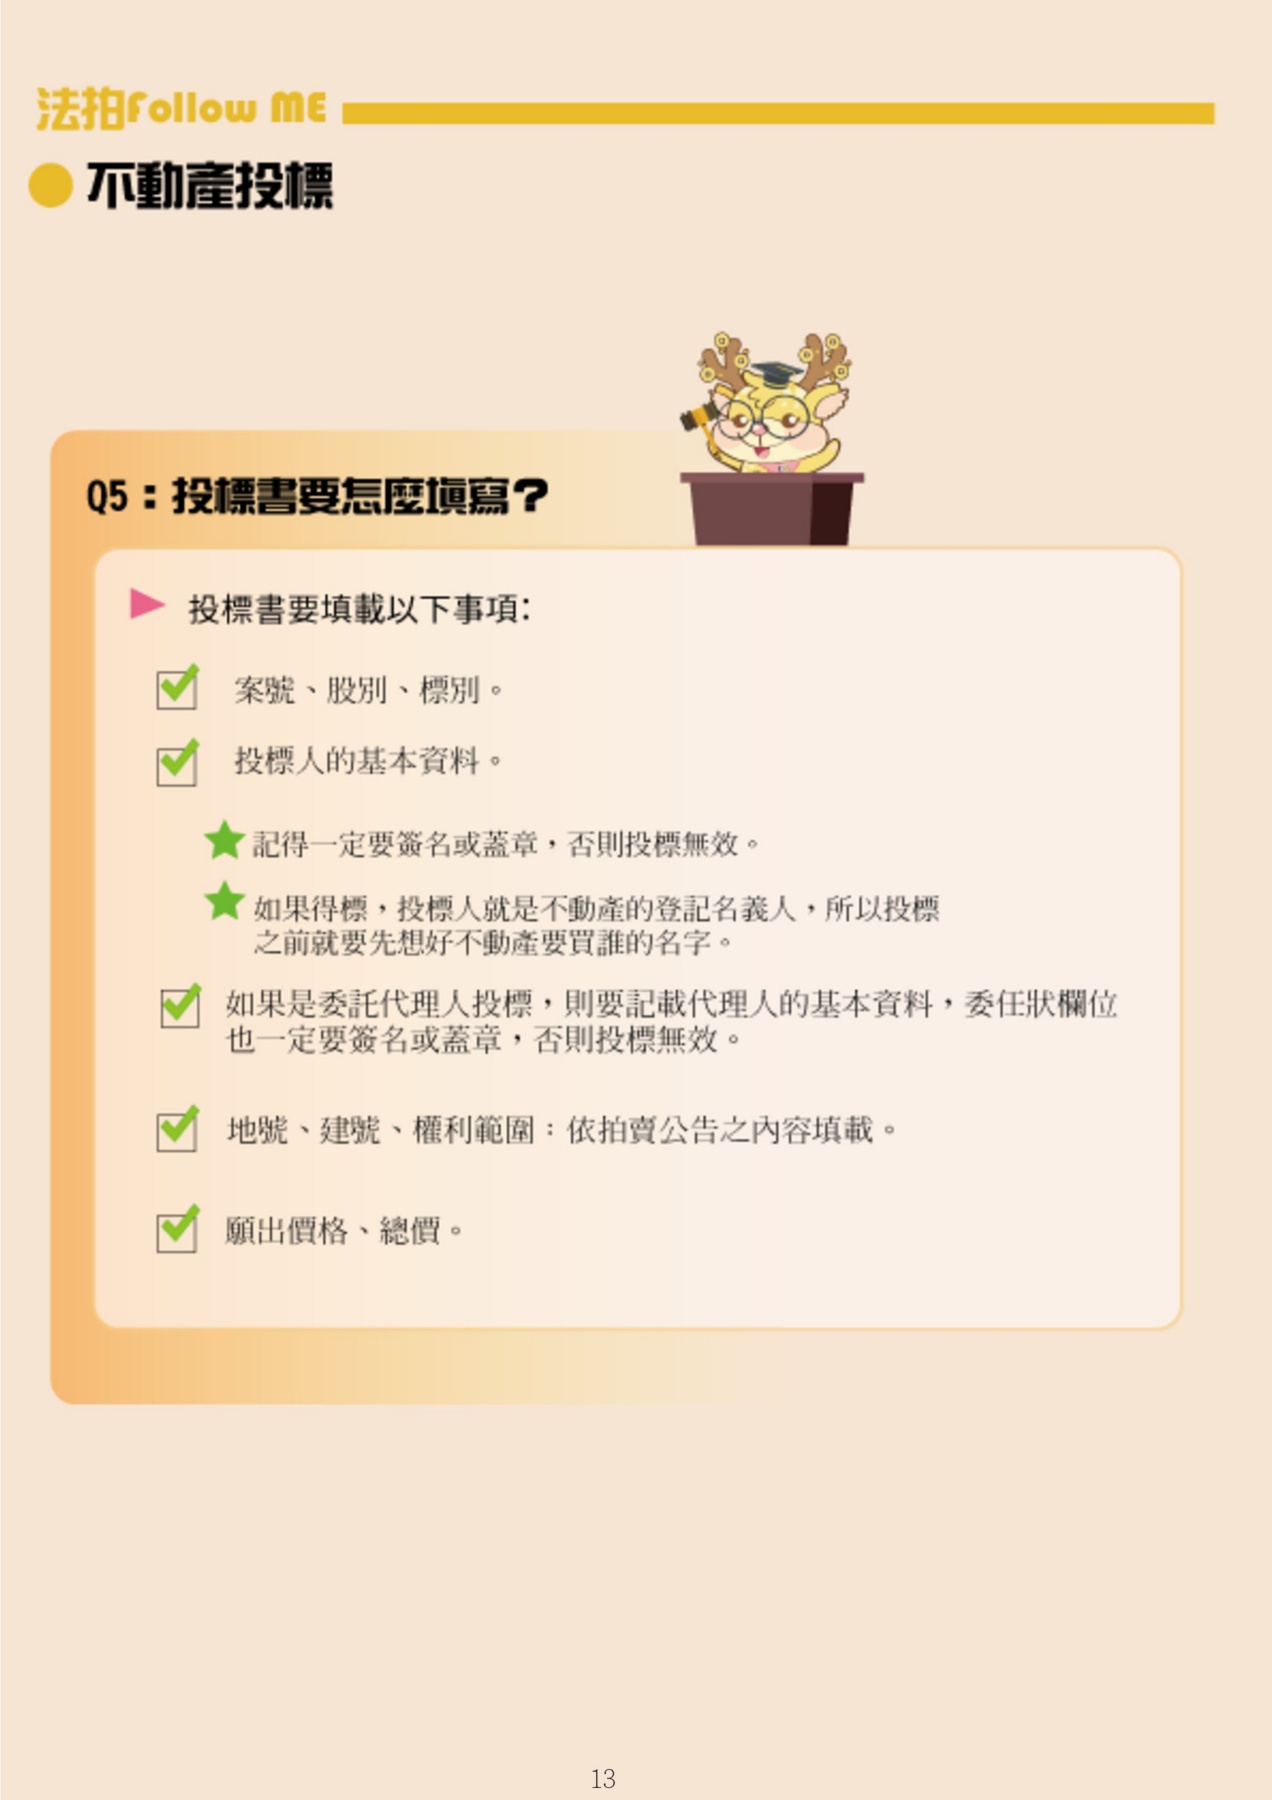 法拍Follow ME
不動產投標
Q5：投標書要怎麼填寫？
投標書要填載以下事項：
案號、股別、標別。
投標人的基本資料。
記得一定要簽名或蓋章，否則投標無效。
如果得標，投標人就是不動產的登記名義人，所以投標
之前就要先想好不動產要買誰的名字。
如果是委託代理人投標，則要記載代理人的基本資料，委任狀欄位
也一定要簽名或蓋章，否則投標無效。
地號、建號、權利範圍：依拍賣公告之內容填載。
願出價格、總價。
13